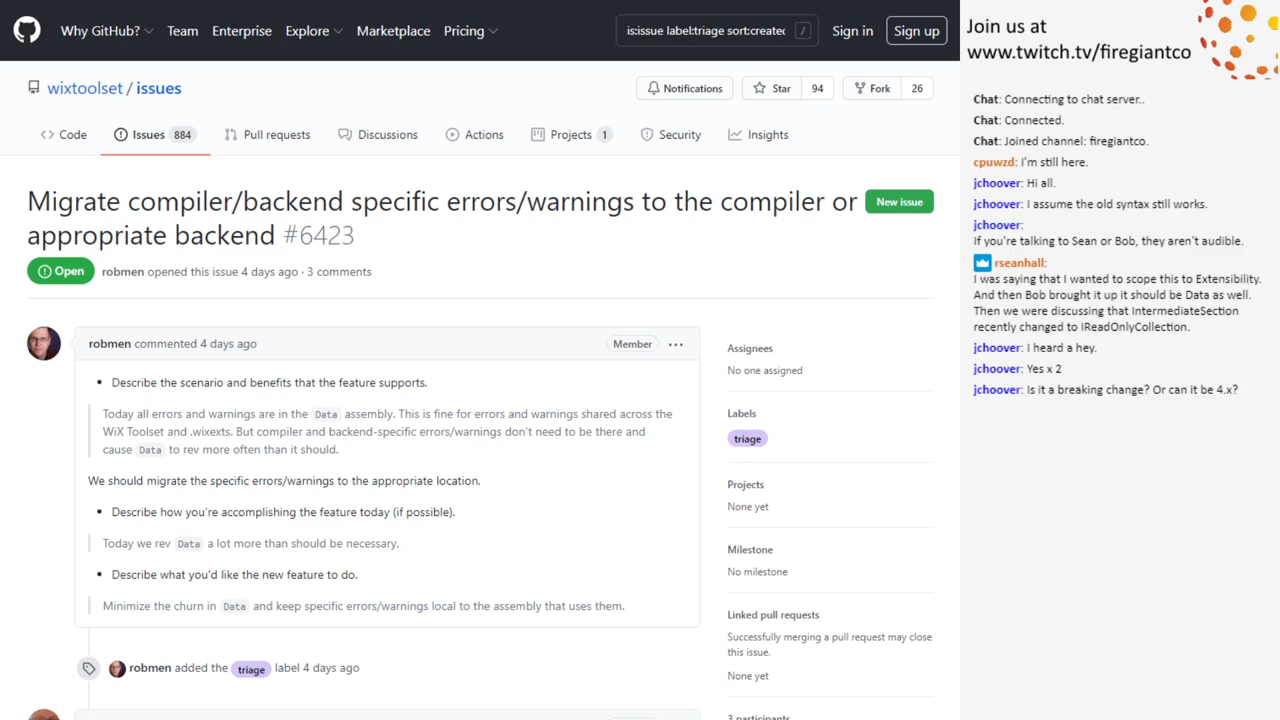 Why GitHub?
Team
Enterprise
Explore
Marketplace
Pricing
is:issue label:triage sort:created
/
Sign in
Sign up
wixtoolset / issues
Notifications
Star
94
Fork
26
Code
Issues 884
Pull requests
Discussions
Actions
Projects 1
Security
Insights
Migrate compiler/backend specific errors/warnings to the compiler or
appropriate backend #6423
New issue
Open
robmen opened this issue 4 days ago · 3 comments
robmen commented 4 days ago
Member
• Describe the scenario and benefits that the feature supports.
Today all errors and warnings are in the Data assembly. This is fine for errors and warnings shared across the
WiX Toolset and .wixexts. But compiler and backend-specific errors/warnings don't need to be there and
cause Data to rev more often than it should.
We should migrate the specific errors/warnings to the appropriate location.
• Describe how you're accomplishing the feature today (if possible).
Today we rev Data a lot more than should be necessary.
• Describe what you'd like the new feature to do.
Minimize the churn in Data and keep specific errors/warnings local to the assembly that uses them.
robmen added the triage label 4 days ago
Assignees
No one assigned
Labels
triage
Projects
None yet
Milestone
No milestone
Linked pull requests
Successfully merging a pull request may close
this issue.
None yet
3 participants
Join us at
www.twitch.tv/firegiantco
Chat: Connecting to chat server..
Chat: Connected.
Chat: Joined channel: firegiantco.
cpuwzd: I'm still here.
jchoover: Hi all.
jchoover: I assume the old syntax still works.
jchoover:
If you're talking to Sean or Bob, they aren't audible.
rseanhall:
I was saying that I wanted to scope this to Extensibility.
And then Bob brought it up it should be Data as well.
Then we were discussing that IntermediateSection
recently changed to IReadOnlyCollection.
jchoover: I heard a hey.
jchoover: Yes x 2
jchoover: Is it a breaking change? Or can it be 4.x?